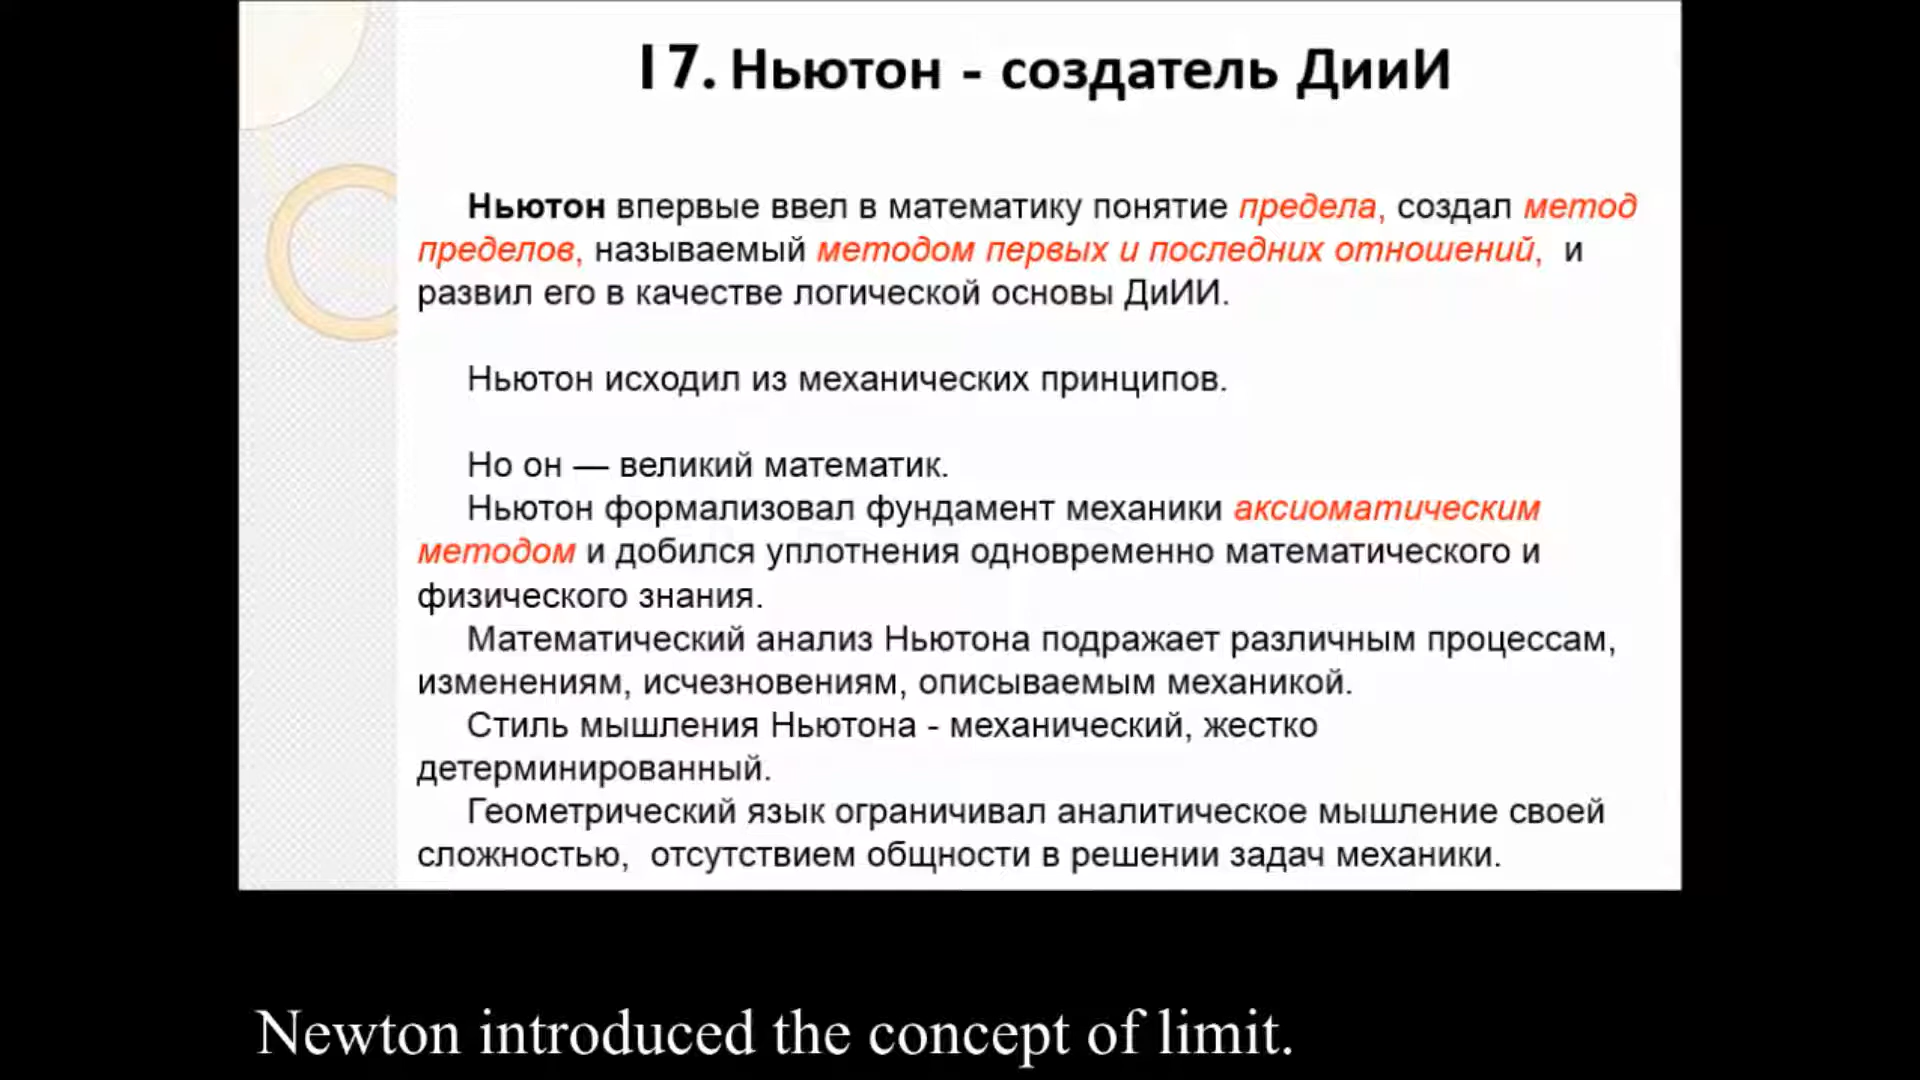 17. Ньютон - создатель ДииИ
Ньютон впервые ввел в математику понятие предела, создал метод
пределов, называемый методом первых и последних отношений, и
развил его в качестве логической основы ДиИИ.
Ньютон исходил из механических принципов.
Но он — великий математик.
Ньютон формализовал фундамент механики аксиоматическим
методом и добился уплотнения одновременно математического и
физического знания.
Математический анализ Ньютона подражает различным процессам,
изменениям, исчезновениям, описываемым механикой.
Стиль мышления Ньютона - механический, жестко
детерминированный.
Геометрический язык ограничивал аналитическое мышление своей
сложностью, отсутствием общности в решении задач механики.
Newton introduced the concept of limit.